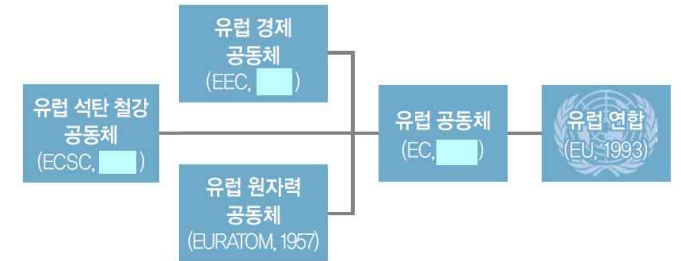 유럽 경제
공동체
(EEC, )
유럽 석탄 철강
공동체
(ECSC, )
유럽 원자력
공동체
(EURATOM, 1957)
유럽 공동체
(EC, )
유럽 연합
(EU, 1993)